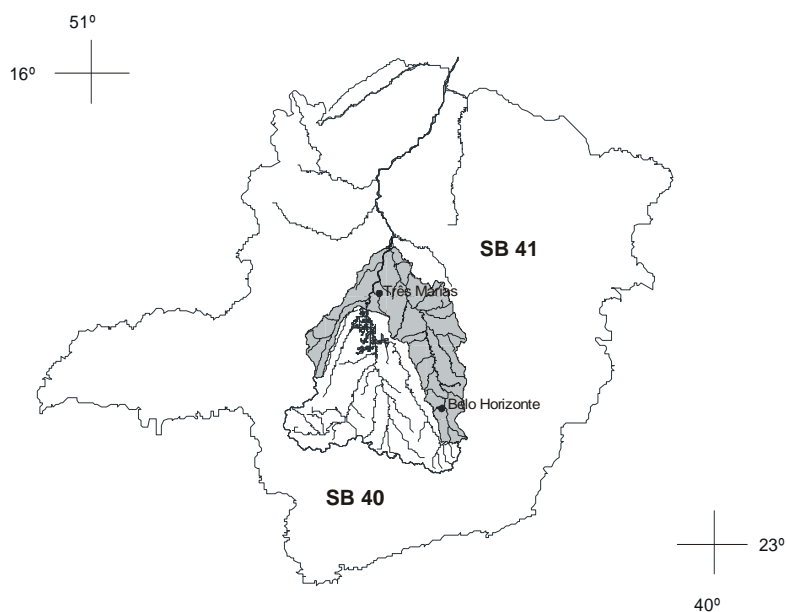 51º
16º
SB 41
Três Marias
Belo Horizonte
SB 40
23º
40º